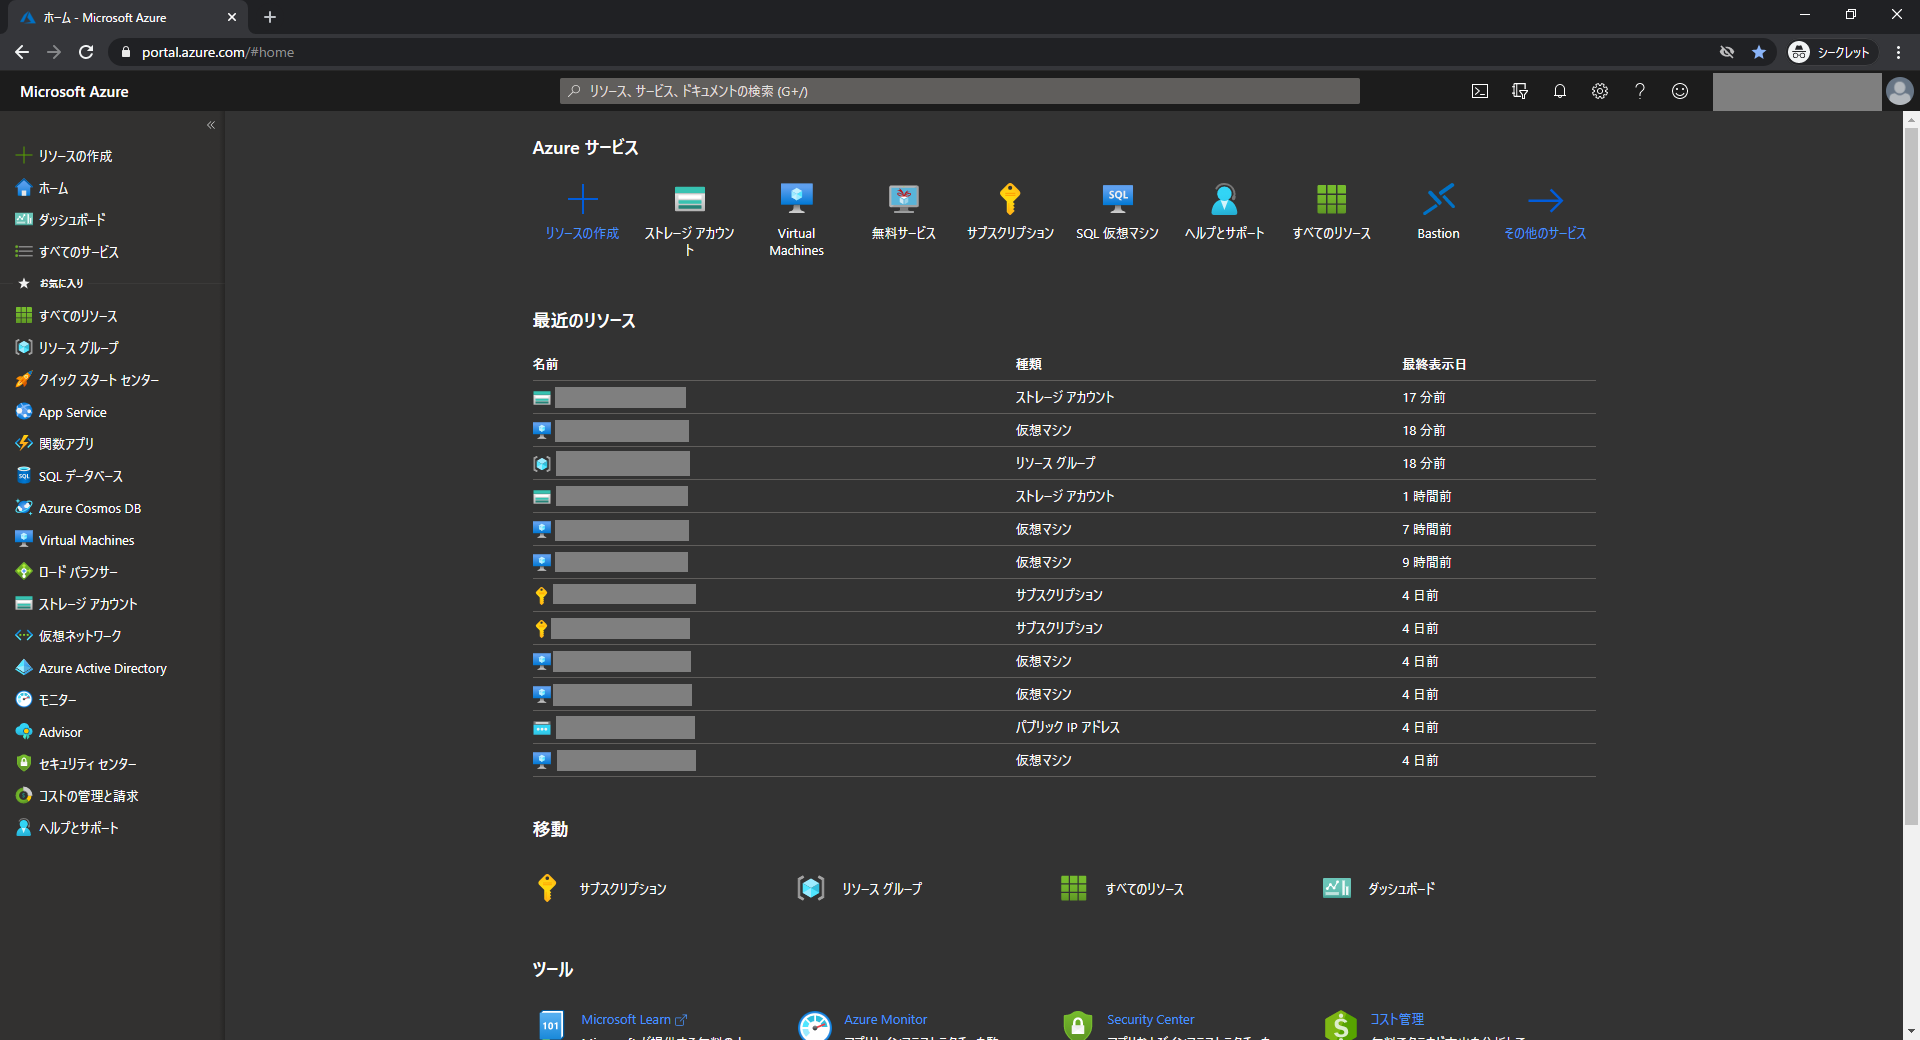 ホーム - Microsoft Azure
portal.azure.com/#home
シークレット
Microsoft Azure
リソース、サービス、ドキュメントの検索 (G+/)
リソースの作成
ホーム
ダッシュボード
すべてのサービス
お気に入り
すべてのリソース
リソース グループ
クイック スタート センター
App Service
関数アプリ
SQL データベース
Azure Cosmos DB
Virtual Machines
ロード バランサー
ストレージ アカウント
仮想ネットワーク
Azure Active Directory
モニター
Advisor
セキュリティ センター
コストの管理と請求
ヘルプとサポート
Azure サービス
リソースの作成
ストレージ アカウン
ト
Virtual
Machines
無料サービス
サブスクリプション
SQL
SQL 仮想マシン
ヘルプとサポート
すべてのリソース
Bastion
その他のサービス
最近のリソース
名前 種類 最終表示日
ストレージ アカウント 17 分前
仮想マシン 18 分前
リソース グループ 18 分前
ストレージ アカウント 1 時間前
仮想マシン 7 時間前
仮想マシン 9 時間前
サブスクリプション 4 日前
サブスクリプション 4 日前
仮想マシン 4 日前
仮想マシン 4 日前
パブリック IP アドレス 4 日前
仮想マシン 4 日前
移動
サブスクリプション
リソース グループ
すべてのリソース
ダッシュボード
ツール
101
Microsoft Learn
Azure Monitor
Security Center
コスト管理